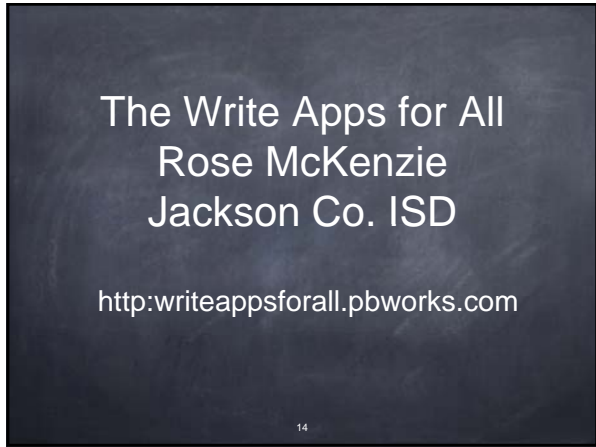 The Write Apps for All
Rose McKenzie
Jackson Co. ISD
http:writeappsforall.pbworks.com
14